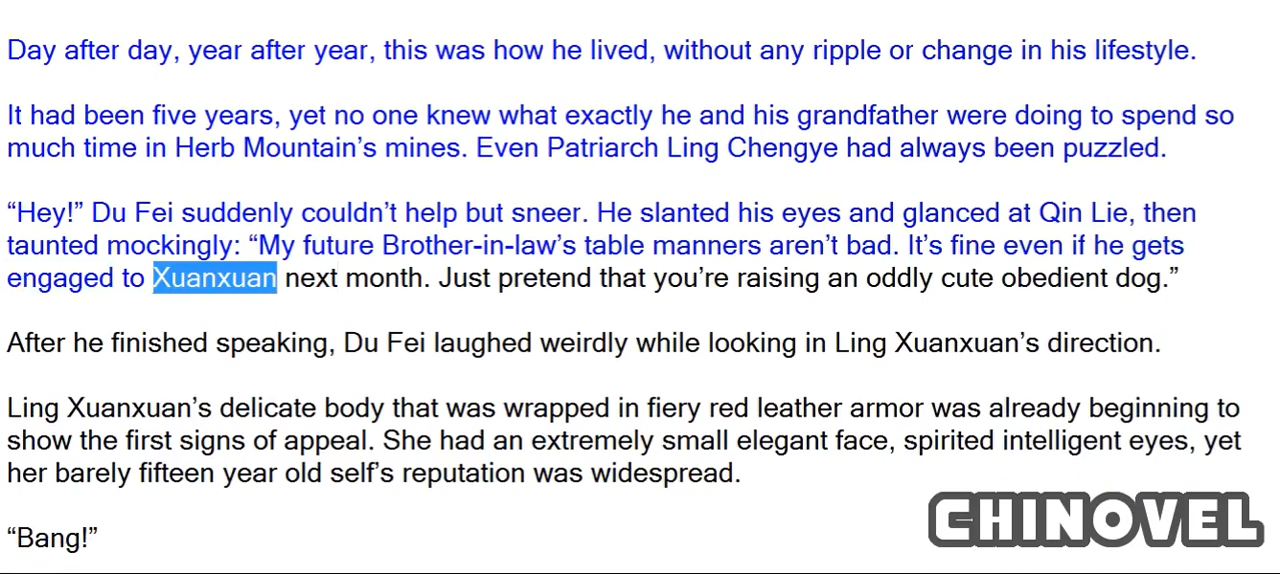 Day after day, year after year, this was how he lived, without any ripple or change in his lifestyle.
It had been five years, yet no one knew what exactly he and his grandfather were doing to spend so
much time in Herb Mountain’s mines. Even Patriarch Ling Chengye had always been puzzled.
“Hey!” Du Fei suddenly couldn’t help but sneer. He slanted his eyes and glanced at Qin Lie, then
taunted mockingly: “My future Brother-in-law’s table manners aren’t bad. It’s fine even if he gets
engaged to Xuanxuan next month. Just pretend that you’re raising an oddly cute obedient dog.”
After he finished speaking, Du Fei laughed weirdly while looking in Ling Xuanxuan’s direction.
Ling Xuanxuan’s delicate body that was wrapped in fiery red leather armor was already beginning to
show the first signs of appeal. She had an extremely small elegant face, spirited intelligent eyes, yet
her barely fifteen year old self’s reputation was widespread.
“Bang!”
CHINOVEL